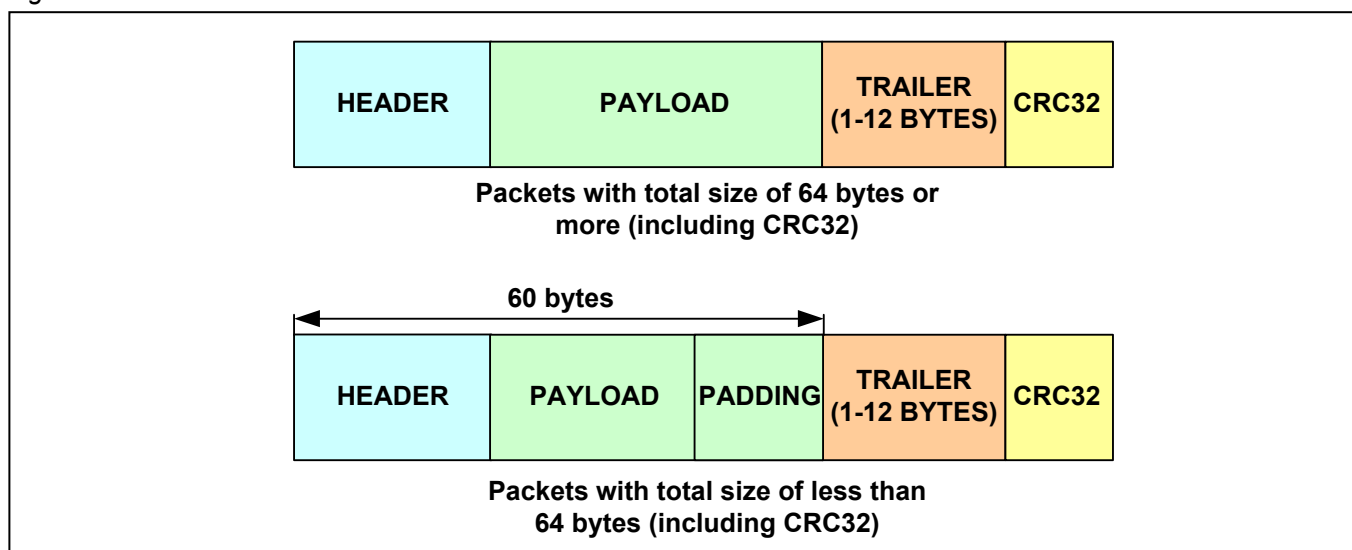 HEADER
PAYLOAD
TRAILER
(1-12 BYTES)
CRC32
Packets with total size of 64 bytes or
more (including CRC32)
60 bytes
HEADER
PAYLOAD
PADDING
TRAILER
(1-12 BYTES)
CRC32
Packets with total size of less than
64 bytes (including CRC32)